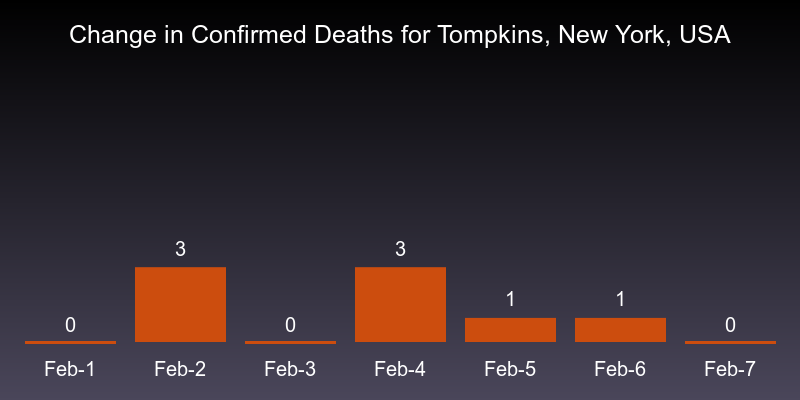 Change in Confirmed Deaths for Tompkins, New York, USA
0 3 0 3 1 1 0
Feb-1 Feb-2 Feb-3 Feb-4 Feb-5 Feb-6 Feb-7